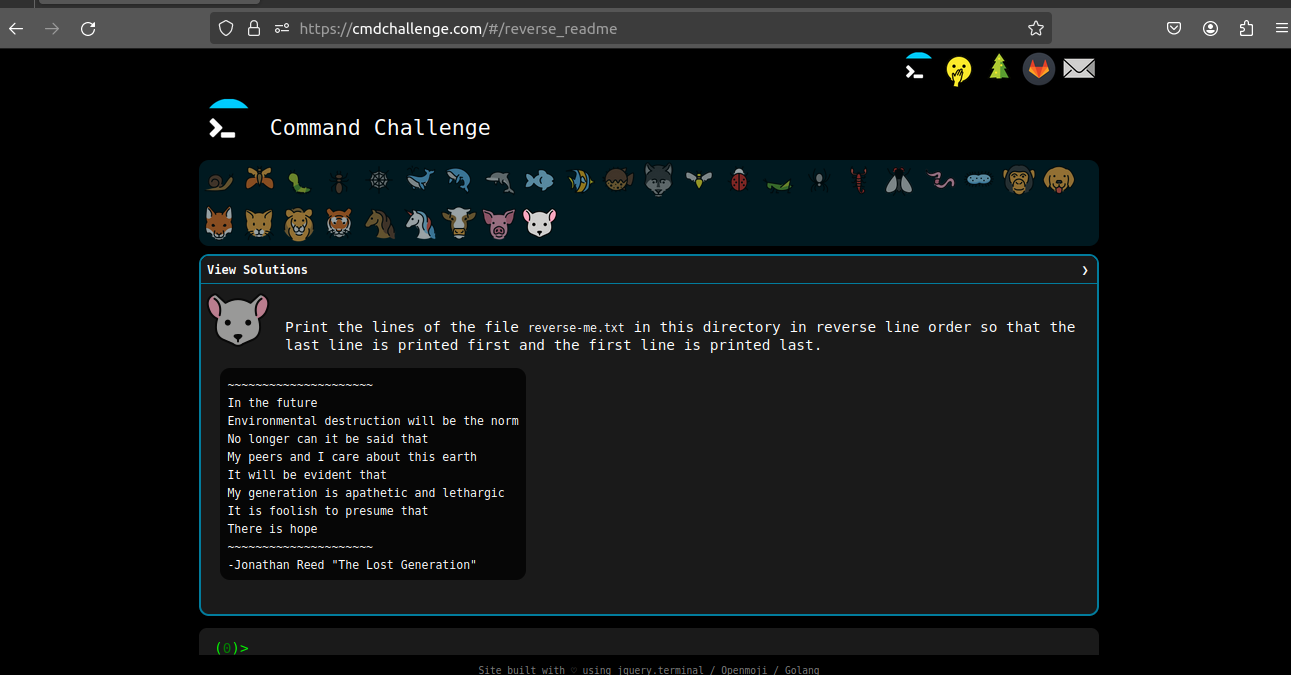 https://cmdchallenge.com/#/reverse_readme
Command Challenge
View Solutions
Print the lines of the file reverse-me.txt in this directory in reverse line order so that the
last line is printed first and the first line is printed last.
~~~~~~~~~~~~~~~~~~~~~
In the future
Environmental destruction will be the norm
No longer can it be said that
My peers and I care about this earth
It will be evident that
My generation is apathetic and lethargic
It is foolish to presume that
There is hope
~~~~~~~~~~~~~~~~~~~~~
-Jonathan Reed "The Lost Generation"
(0)>
Site built with ♡ using jquery.terminal / Openmoji / Golang